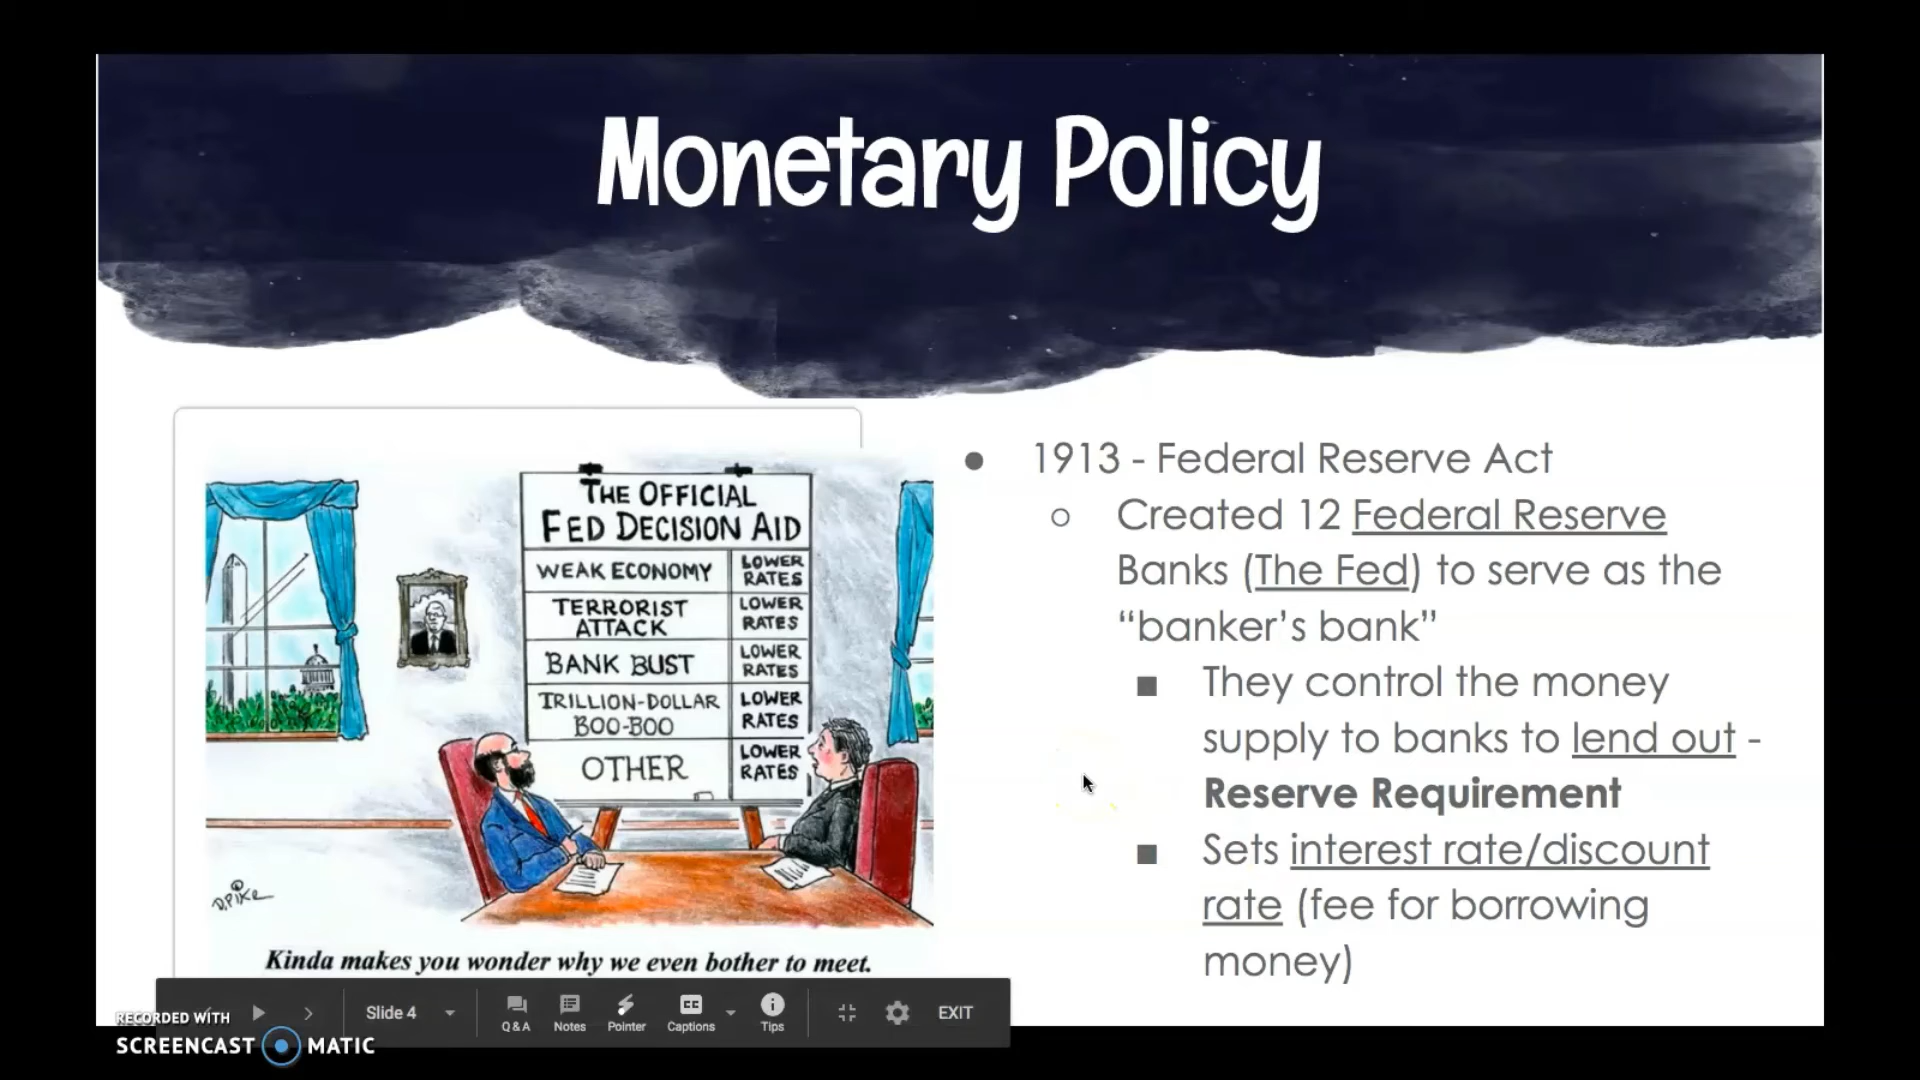 Monetary Policy
THE OFFICIAL
FED DECISION AID
WEAK ECONOMY
LOWER
RATES
TERRORIST
ATTACK
LOWER
RATES
BANK BUST
LOWER
RATES
TRILLION-DOLLAR
BOO-BOO
LOWER
RATES
OTHER
LOWER
RATES
D.PIKE
Kinda makes you wonder why we even bother to meet.
● 1913 - Federal Reserve Act
○ Created 12 Federal Reserve
Banks (The Fed) to serve as the
“banker’s bank”
■ They control the money
supply to banks to lend out -
Reserve Requirement
■ Sets interest rate/discount
rate (fee for borrowing
money)
Slide 4
Q&A
Notes
Pointer
CC
Captions
Tips
EXIT
RECORDED WITH
SCREENCAST MATIC